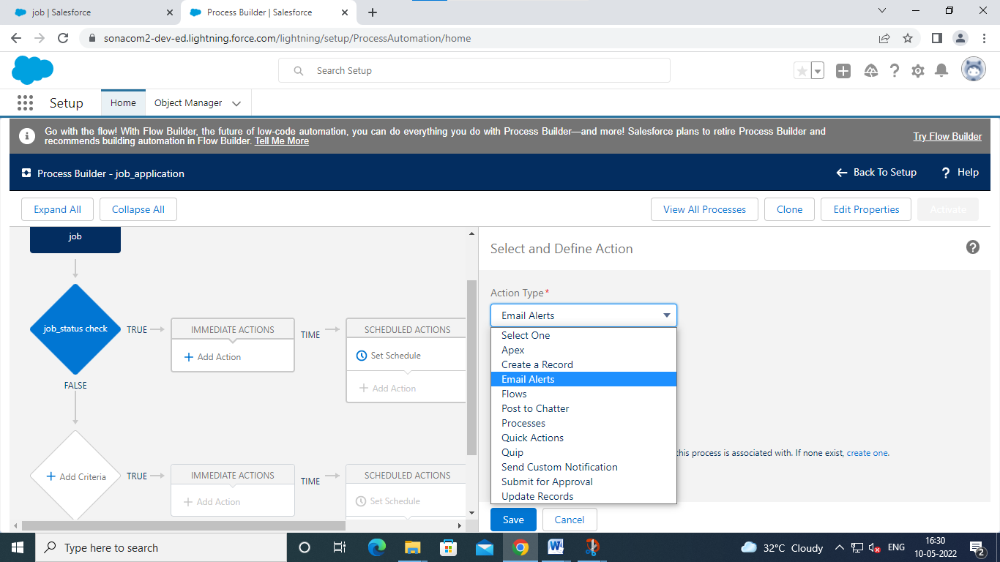 job | Salesforce
Process Builder | Salesforce
sonacom2-dev-ed.lightning.force.com/lightning/setup/ProcessAutomation/home
Search Setup
Setup
Home
Object Manager
Go with the flow! With Flow Builder, the future of low-code automation, you can do everything you do with Process Builder—and more! Salesforce plans to retire Process Builder and
recommends building automation in Flow Builder. Tell Me More
Try Flow Builder
Process Builder - job_application
Back To Setup
Help
Expand All
Collapse All
View All Processes
Clone
Edit Properties
Activate
job
job_status check
TRUE
IMMEDIATE ACTIONS
Add Action
TIME
SCHEDULED ACTIONS
Set Schedule
Add Action
FALSE
Add Criteria
TRUE
IMMEDIATE ACTIONS
Add Action
TIME
SCHEDULED ACTIONS
Set Schedule
Select and Define Action
Action Type*
Email Alerts
Select One
Apex
Create a Record
Email Alerts
Flows
Post to Chatter
Processes
Quick Actions
Quip
Send Custom Notification
Submit for Approval
Update Records
this process is associated with. If none exist, create one.
Save
Cancel
Type here to search
32°C Cloudy
ENG
16:30
10-05-2022
2